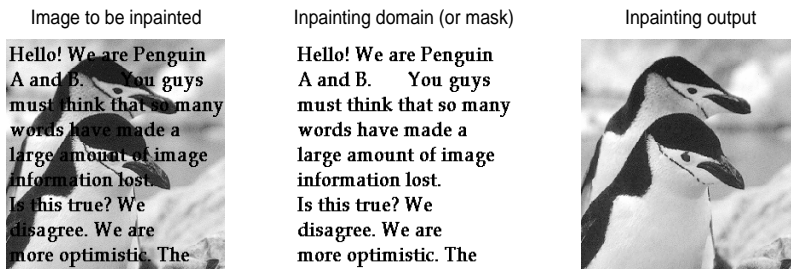 Image to be inpainted
Hello! We are Penguin
A and B. You guys
must think that so many
words have made a
large amount of image
information lost.
Is this true? We
disagree. We are
more optimistic. The
Inpainting domain (or mask)
Hello! We are Penguin
A and B. You guys
must think that so many
words have made a
large amount of image
information lost.
Is this true? We
disagree. We are
more optimistic. The
Inpainting output